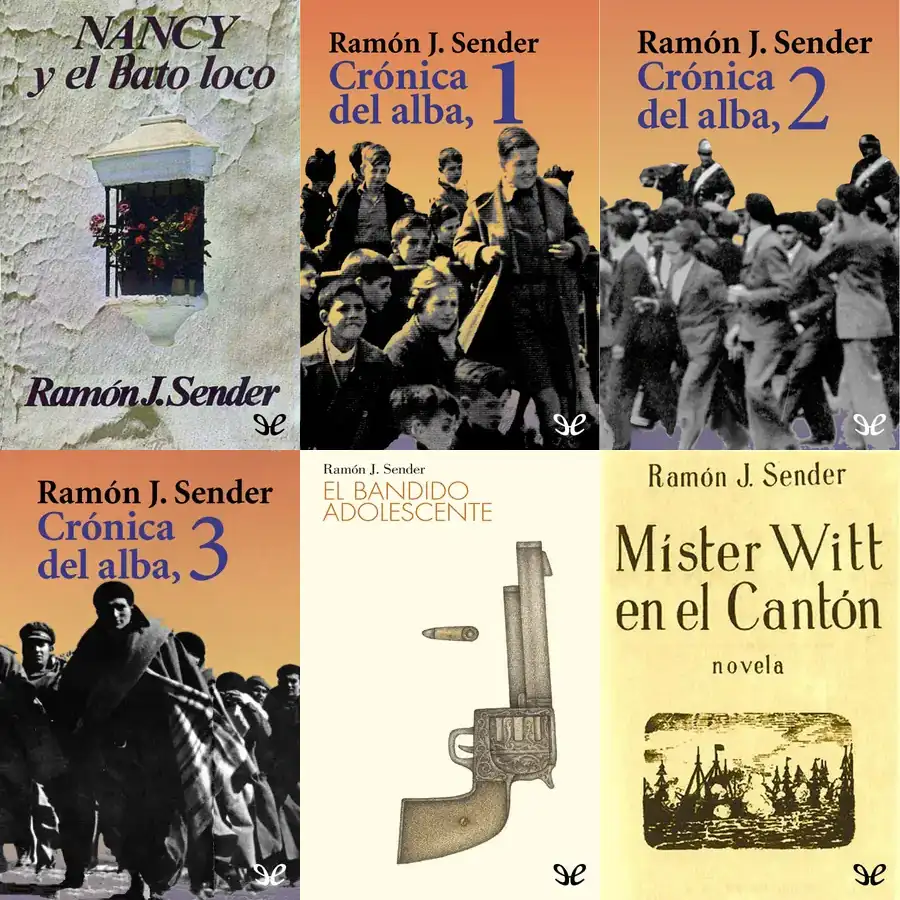 NANCY
y el Bato loco
Ramón J. Sender
Ramón J. Sender
Crónica
del alba, 1
Ramón J. Sender
Crónica
del alba, 2
Ramón J. Sender
Crónica
del alba, 3
Ramón J. Sender
EL BANDIDO
ADOLESCENTE
Ramón J. Sender
Míster Witt
en el Cantón
novela